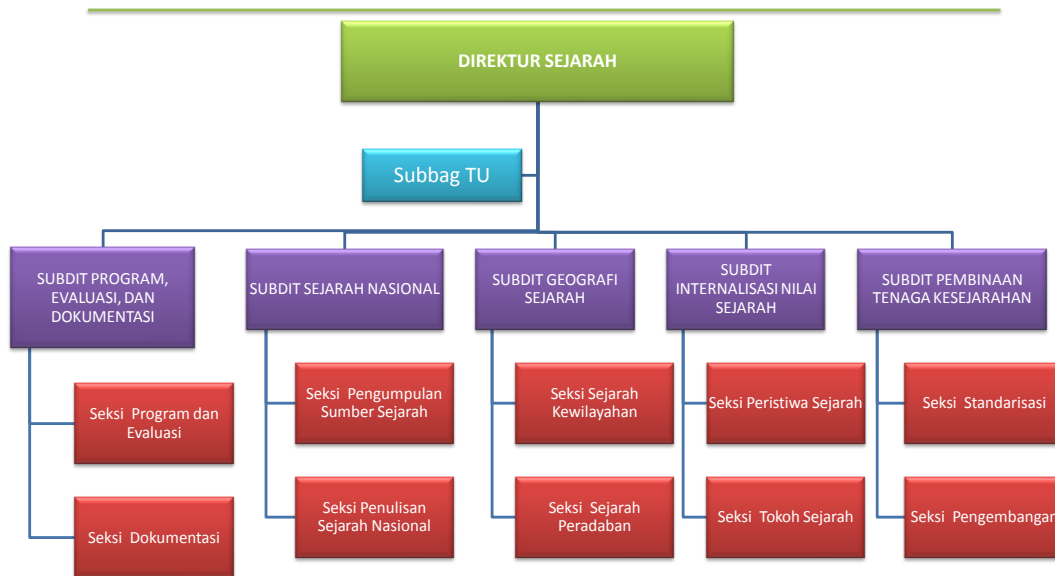 DIREKTUR SEJARAH
Subbag TU
SUBDIT PROGRAM,
EVALUASI, DAN
DOKUMENTASI
SUBDIT SEJARAH NASIONAL
SUBDIT GEOGRAFI
SEJARAH
SUBDIT
INTERNALISASI NILAI
SEJARAH
SUBDIT PEMBINAAN
TENAGA KESEJARAHAN
Seksi Program dan
Evaluasi
Seksi Dokumentasi
Seksi Pengumpulan
Sumber Sejarah
Seksi Penulisan
Sejarah Nasional
Seksi Sejarah
Kewilayahan
Seksi Sejarah
Peradaban
Seksi Peristiwa Sejarah
Seksi Tokoh Sejarah
Seksi Standarisasi
Seksi Pengembangan